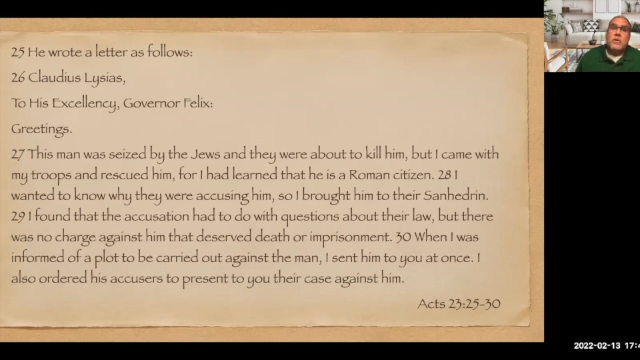 25 He wrote a letter as follows:
26 Claudius Lysias,
To His Excellency, Governor Felix:
Greetings.
27 This man was seized by the Jews and they were about to kill him, but I came with
my troops and rescued him, for I had learned that he is a Roman citizen. 28 I
wanted to know why they were accusing him, so I brought him to their Sanhedrin.
29 I found that the accusation had to do with questions about their law, but there
was no charge against him that deserved death or imprisonment. 30 When I was
informed of a plot to be carried out against the man, I sent him to you at once. I
also ordered his accusers to present to you their case against him.
Acts 23:25-30
2022-02-13 17:4